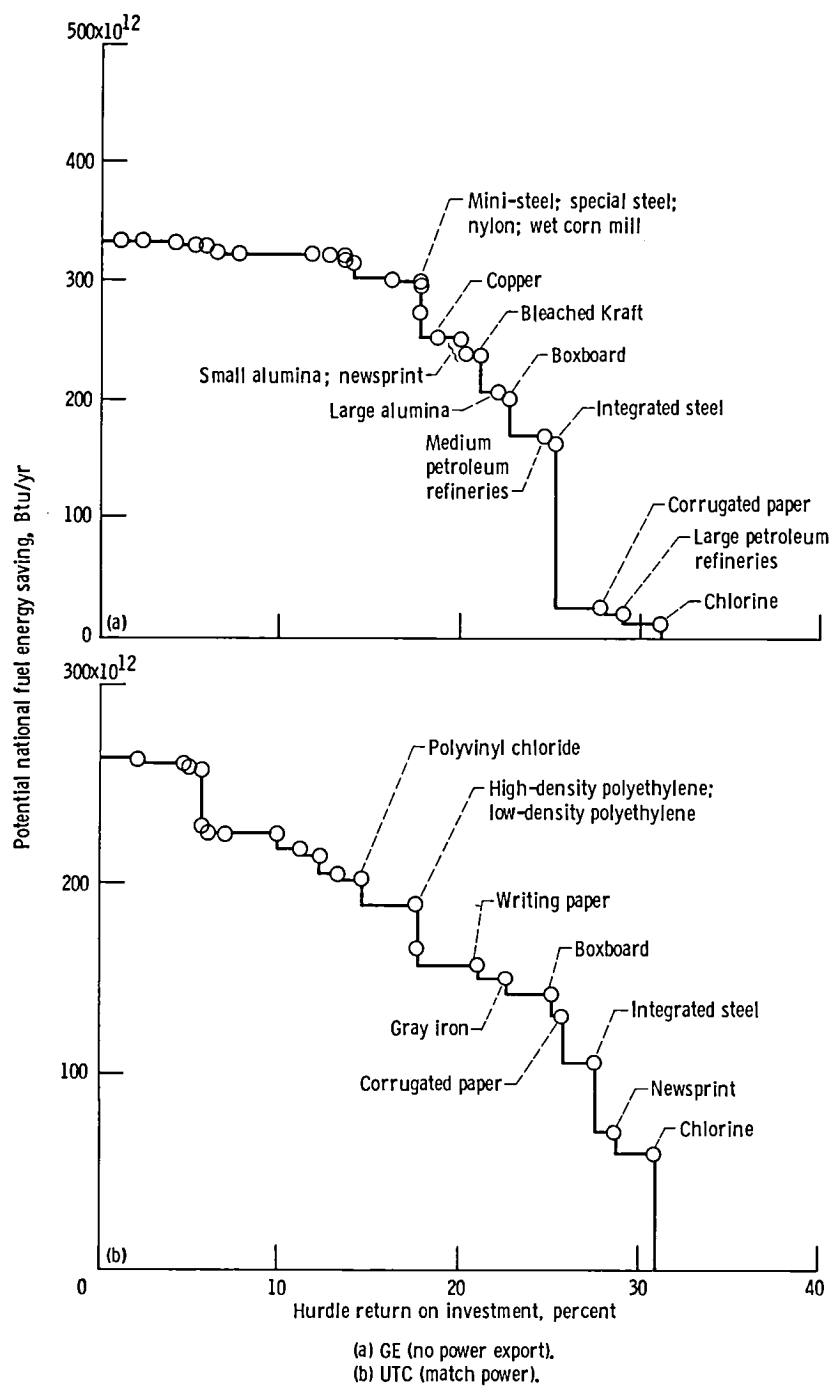 500x10^12
400
300
200
100
0
(a)
Mini-steel; special steel;
nylon; wet corn mill
Copper
Bleached Kraft
Small alumina; newsprint
Boxboard
Large alumina
Integrated steel
Medium
petroleum
refineries
Corrugated paper
Large petroleum
refineries
Chlorine
Potential national fuel energy saving, Btu/yr
300x10^12
200
100
(b)
Polyvinyl chloride
High-density polyethylene;
low-density polyethylene
Writing paper
Boxboard
Gray iron
Integrated steel
Corrugated paper
Newsprint
Chlorine
0 10 20 30 40
Hurdle return on investment, percent
(a) GE (no power export).
(b) UTC (match power).